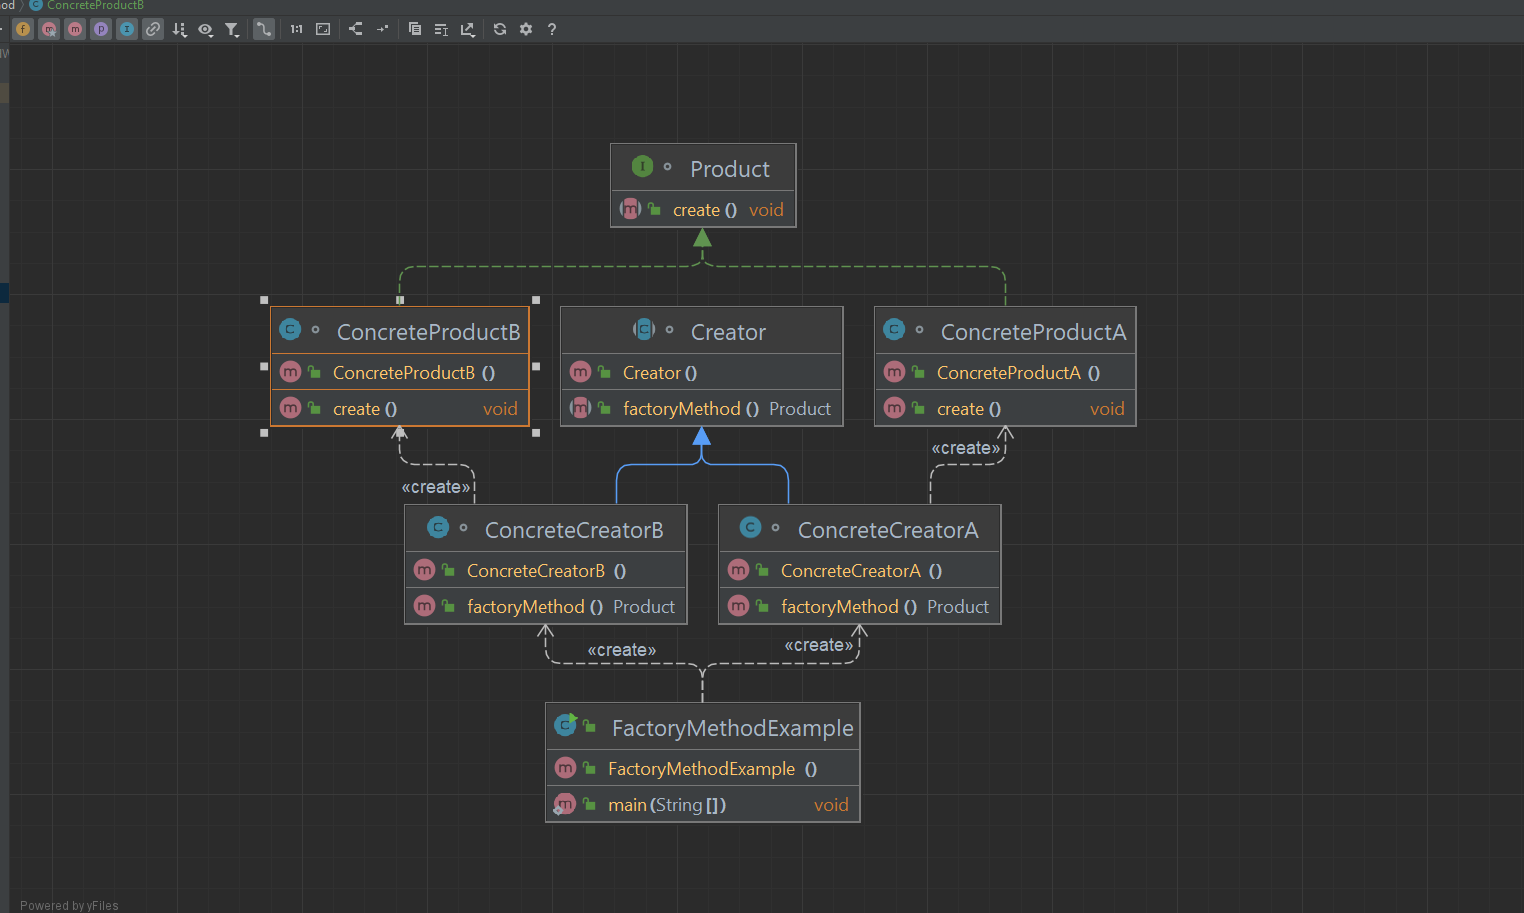 od 〉 C ConcreteProductB
f m m p I 1:1 ?
I Product
m create () void
C ConcreteProductB
m ConcreteProductB ()
m create () void
C Creator
m Creator ()
m factoryMethod () Product
C ConcreteProductA
m ConcreteProductA ()
m create () void
«create»
«create»
C ConcreteCreatorB
m ConcreteCreatorB ()
m factoryMethod () Product
C ConcreteCreatorA
m ConcreteCreatorA ()
m factoryMethod () Product
«create»
«create»
C FactoryMethodExample
m FactoryMethodExample ()
m main (String []) void
Powered by yFiles